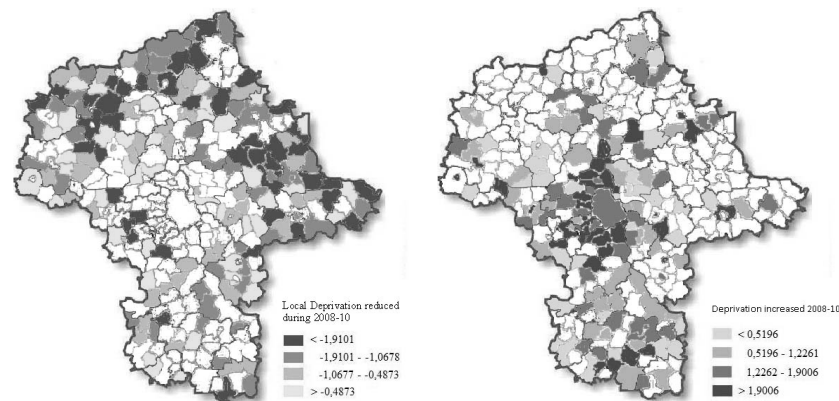 Local Deprivation reduced
during 2008-10
< -1,9101
-1,9101 - -1,0678
-1,0677 - -0,4873
> -0,4873
Deprivation increased 2008-10
< 0,5196
0,5196 - 1,2261
1,2262 - 1,9006
> 1,9006